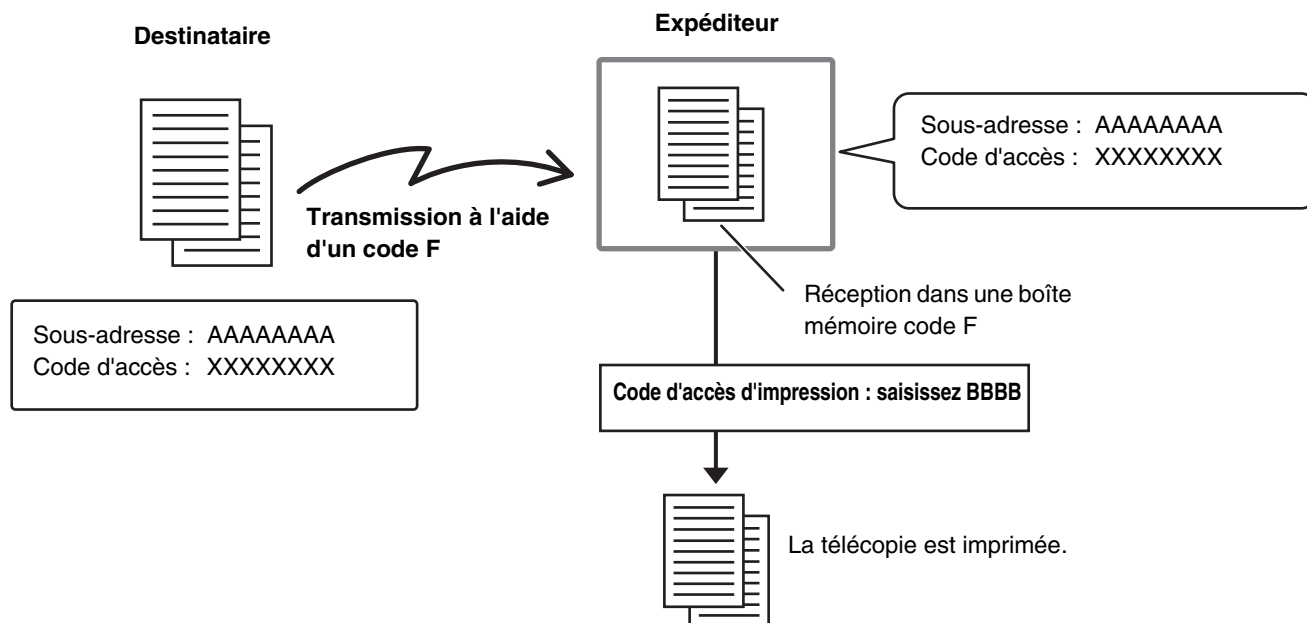 Destinataire
Expéditeur
Sous-adresse : AAAAAAAA
Code d'accès : XXXXXXXX
Transmission à l'aide
d'un code F
Réception dans une boîte
mémoire code F
Sous-adresse : AAAAAAAA
Code d'accès : XXXXXXXX
Code d'accès d'impression : saisissez BBBB
La télécopie est imprimée.